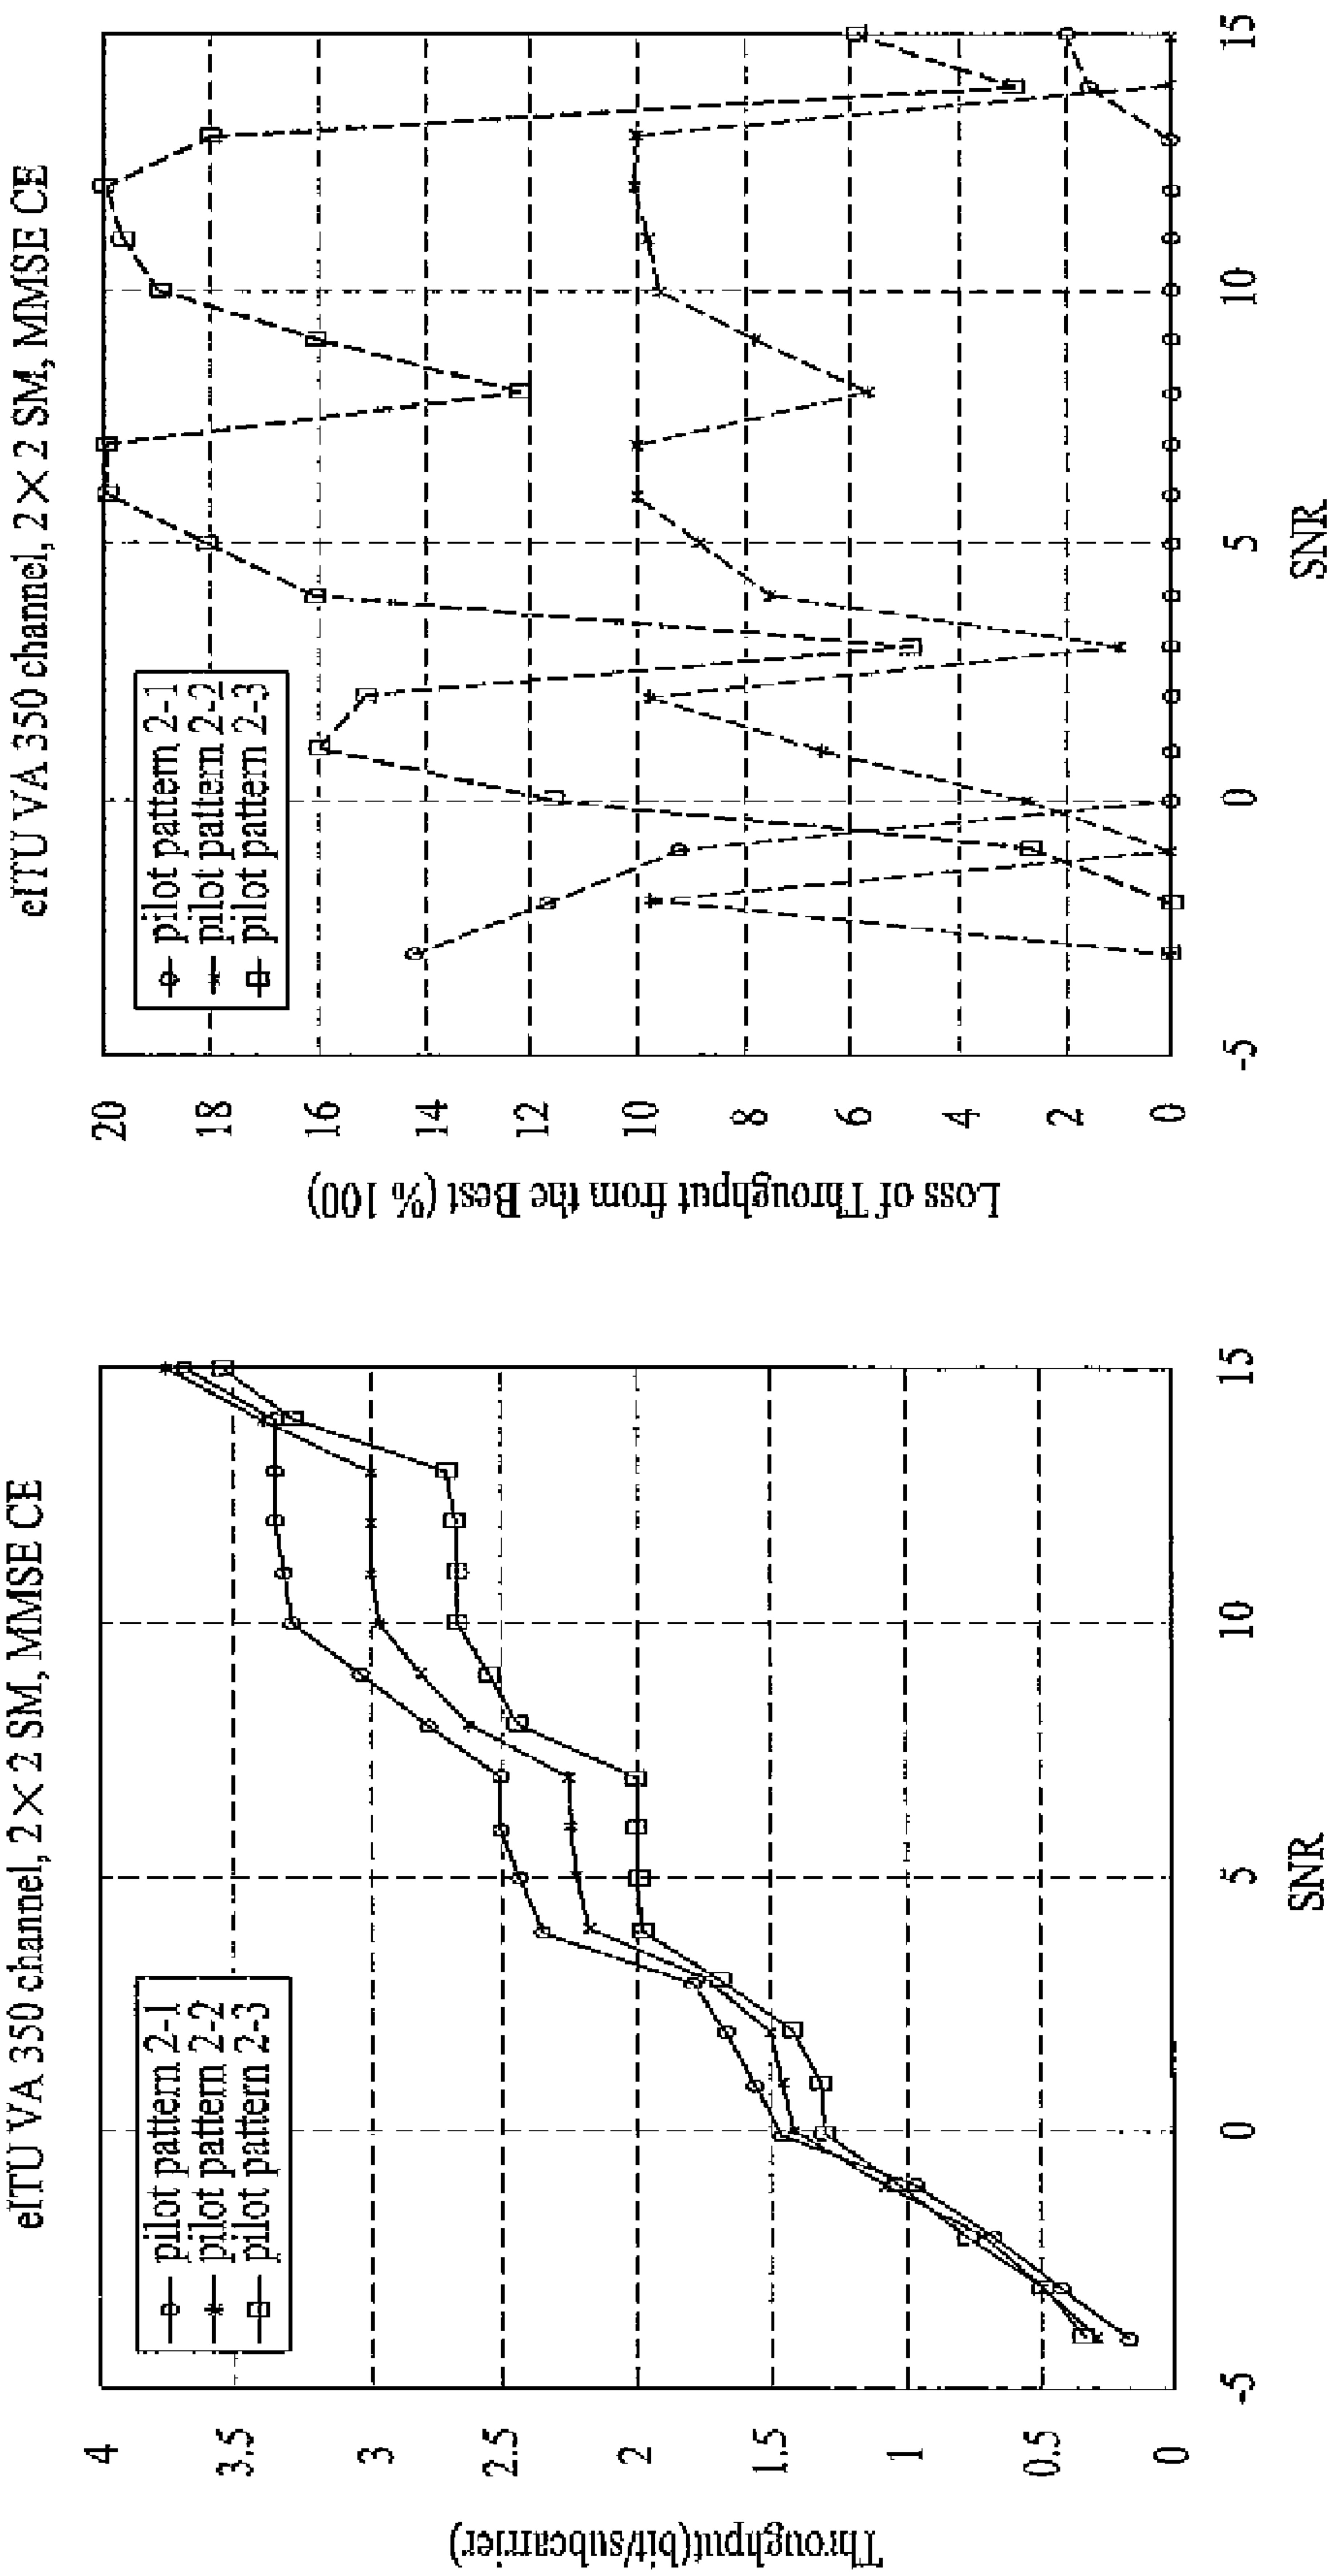 eITU VA 350 channel, 2×2 SM, MMSE CE
pilot pattern 2-1
pilot pattern 2-2
pilot pattern 2-3
Throughput(bit/subcarrier)
4
3.5
3
2.5
2
1.5
1
0.5
0
-5
0
5
10
15
SNR
eITU VA 350 channel, 2×2 SM, MMSE CE
pilot pattern 2-1
pilot pattern 2-2
pilot pattern 2-3
Loss of Throughput from the Best (% 100)
20
18
16
14
12
10
8
6
4
2
0
-5
0
5
10
15
SNR